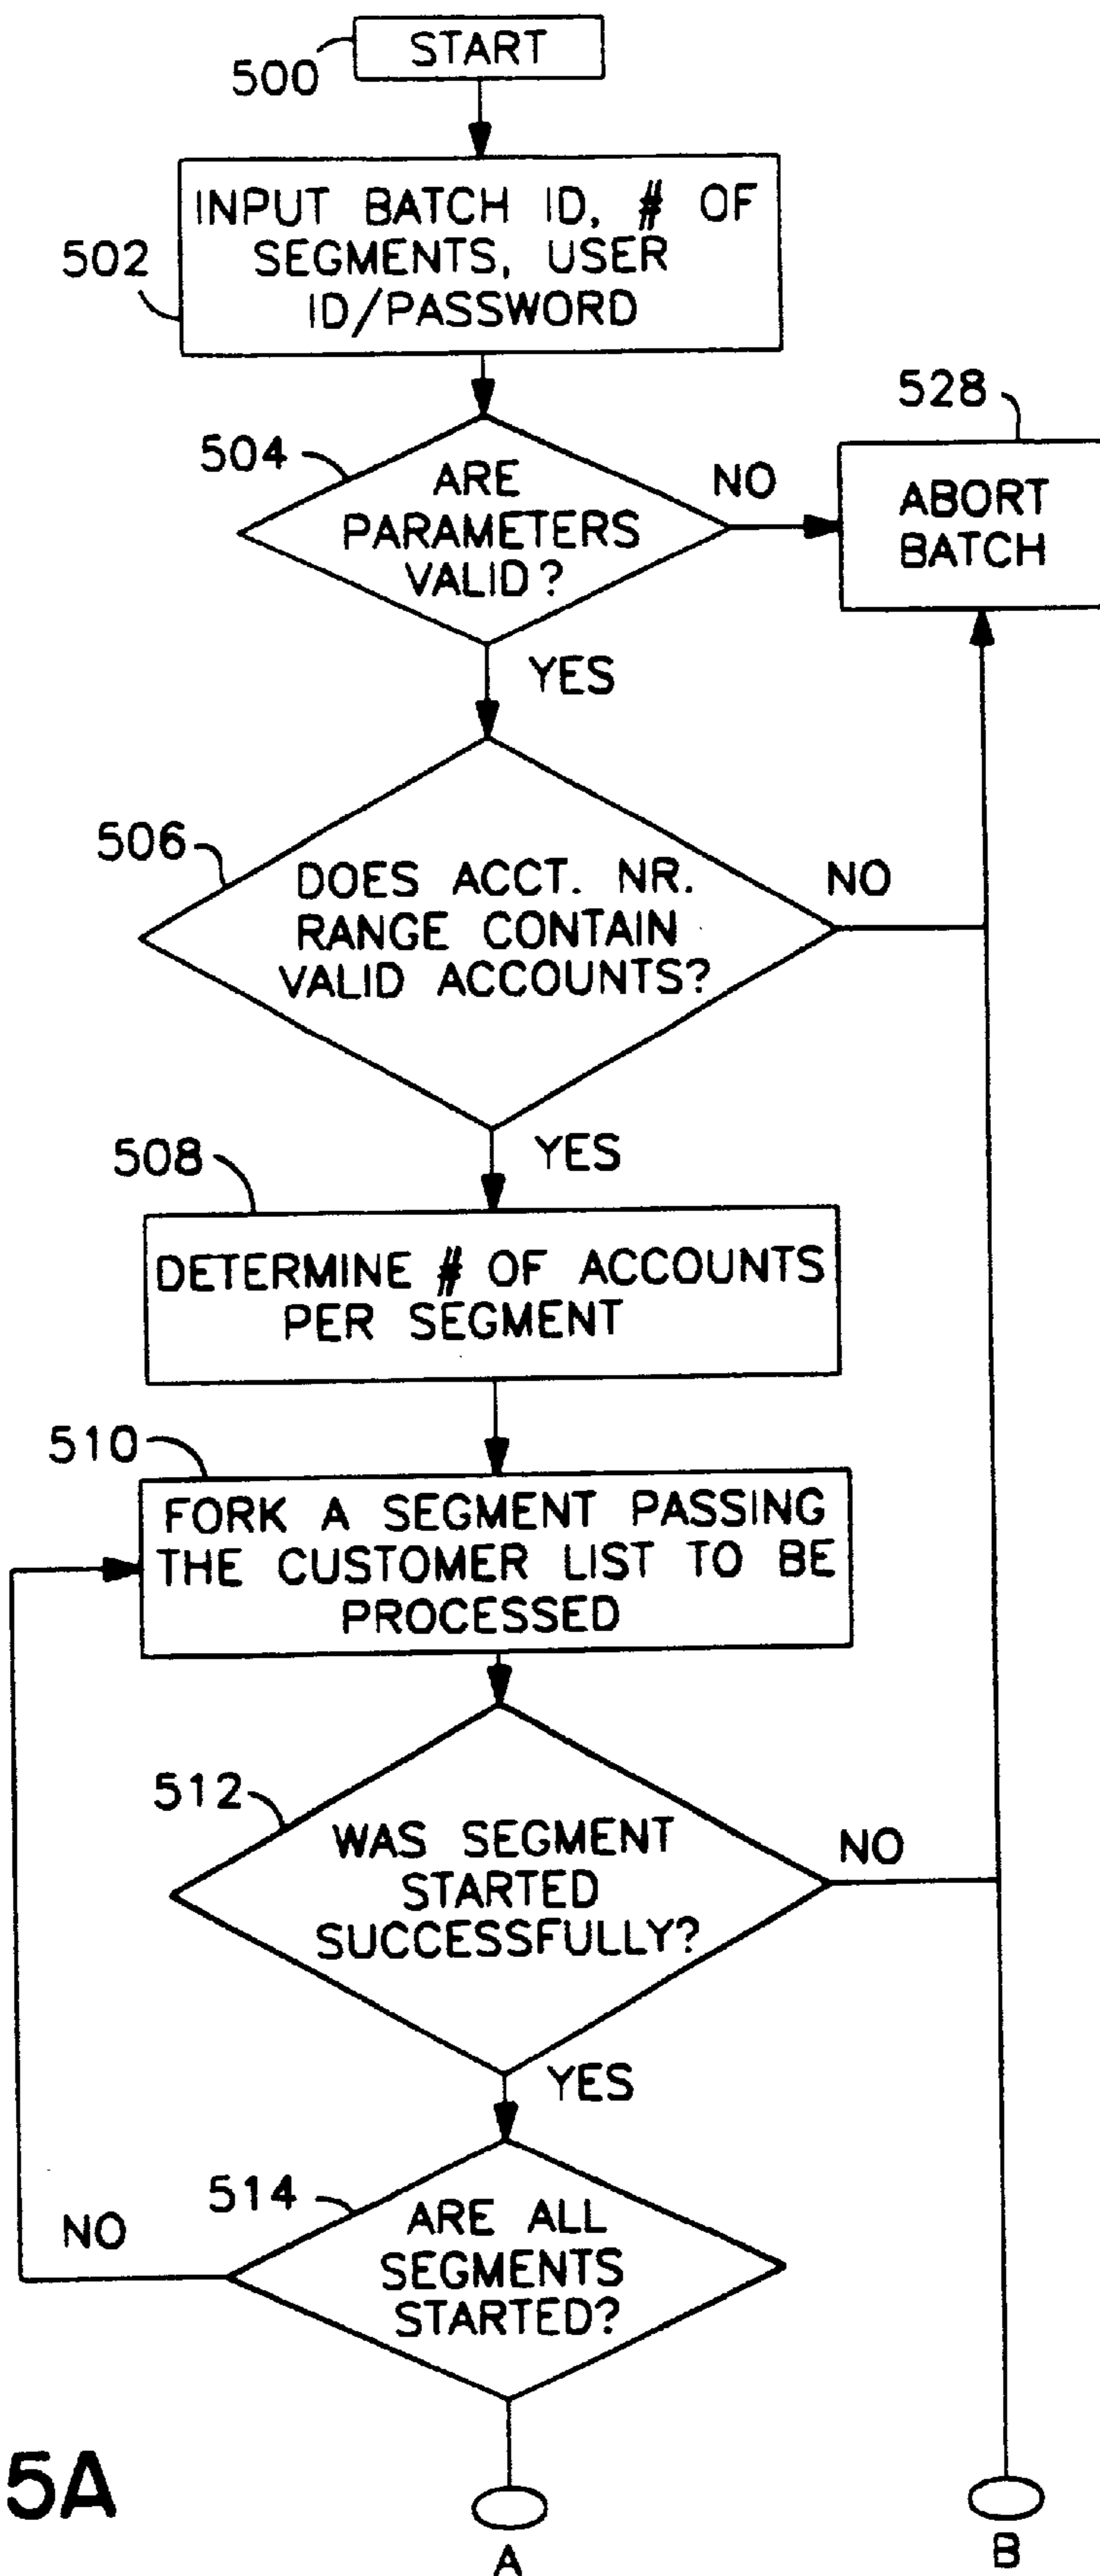 START
500
INPUT BATCH ID, # OF
SEGMENTS, USER
ID/PASSWORD
502
528
504
ARE
PARAMETERS
VALID?
NO
ABORT
BATCH
YES
506
DOES ACCT. NR.
RANGE CONTAIN
VALID ACCOUNTS?
NO
YES
508
DETERMINE # OF ACCOUNTS
PER SEGMENT
510
FORK A SEGMENT PASSING
THE CUSTOMER LIST TO BE
PROCESSED
512
WAS SEGMENT
STARTED
SUCCESSFULLY?
NO
YES
514
ARE ALL
SEGMENTS
STARTED?
NO
5A
A
B